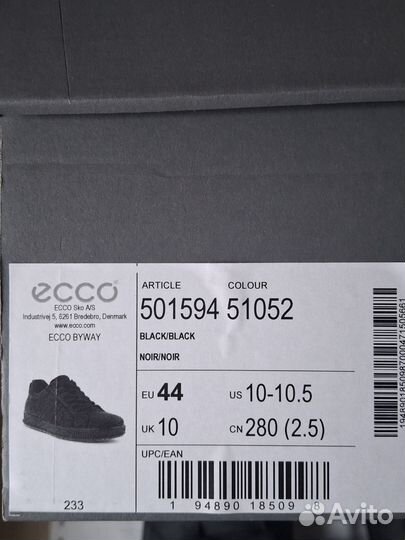 ecco
ECCO Sko A/S
Industrivej 5, 6261 Bredebro, Denmark
www.ecco.com
ECCO BYWAY
233
ARTICLE COLOUR
501594 51052
BLACK/BLACK
NOIR/NOIR
EU 44 US 10-10.5
UK 10 CN 280 (2.5)
UPC/EAN
1 94890 18509 8
194890185098700047150566
Avito